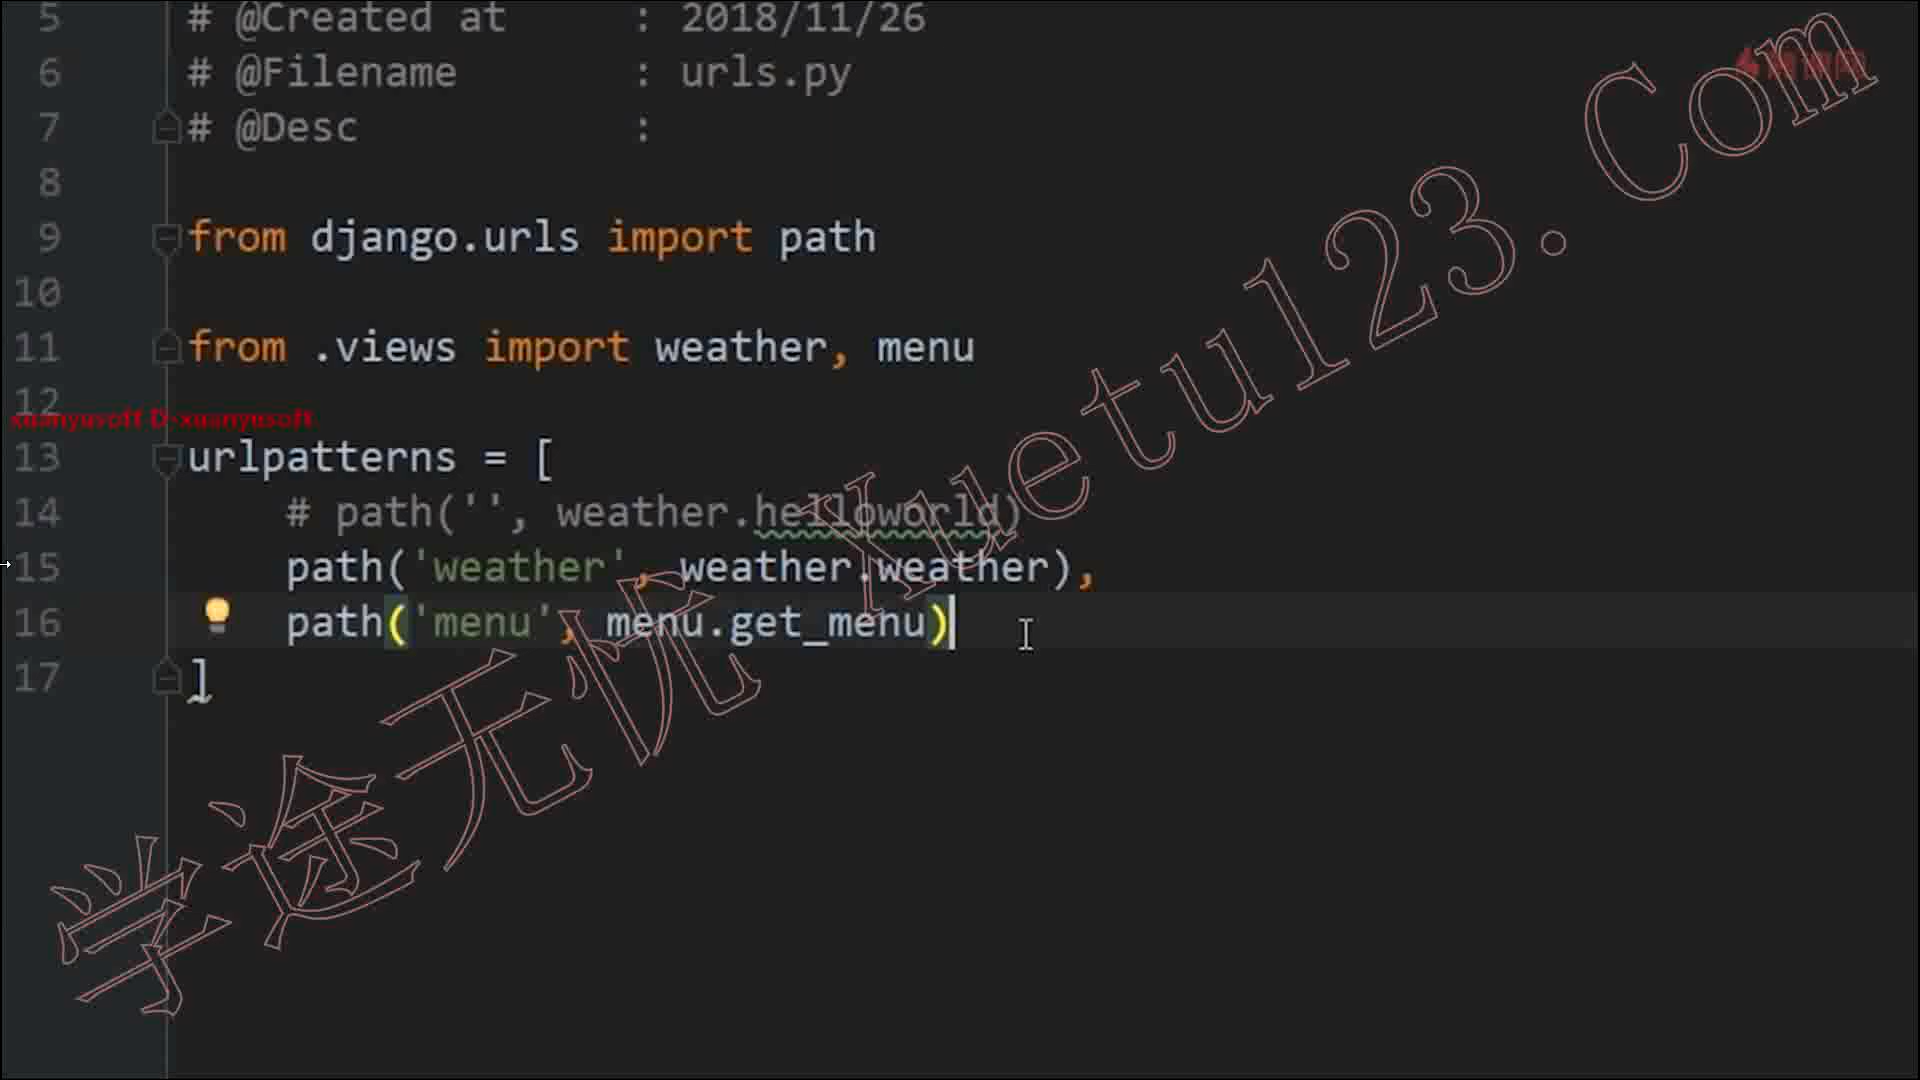 5 # @Created at : 2018/11/26
6 # @Filename : urls.py
7 # @Desc :
8
9 from django.urls import path
10
11 from .views import weather, menu
12
xuanyusoft D-xuanyusoft
13 urlpatterns = [
14 # path('', weather.helloworld)
15 path('weather', weather.weather),
16 path('menu', menu.get_menu)
17 ]
学途无忧 Xuetu123.Com